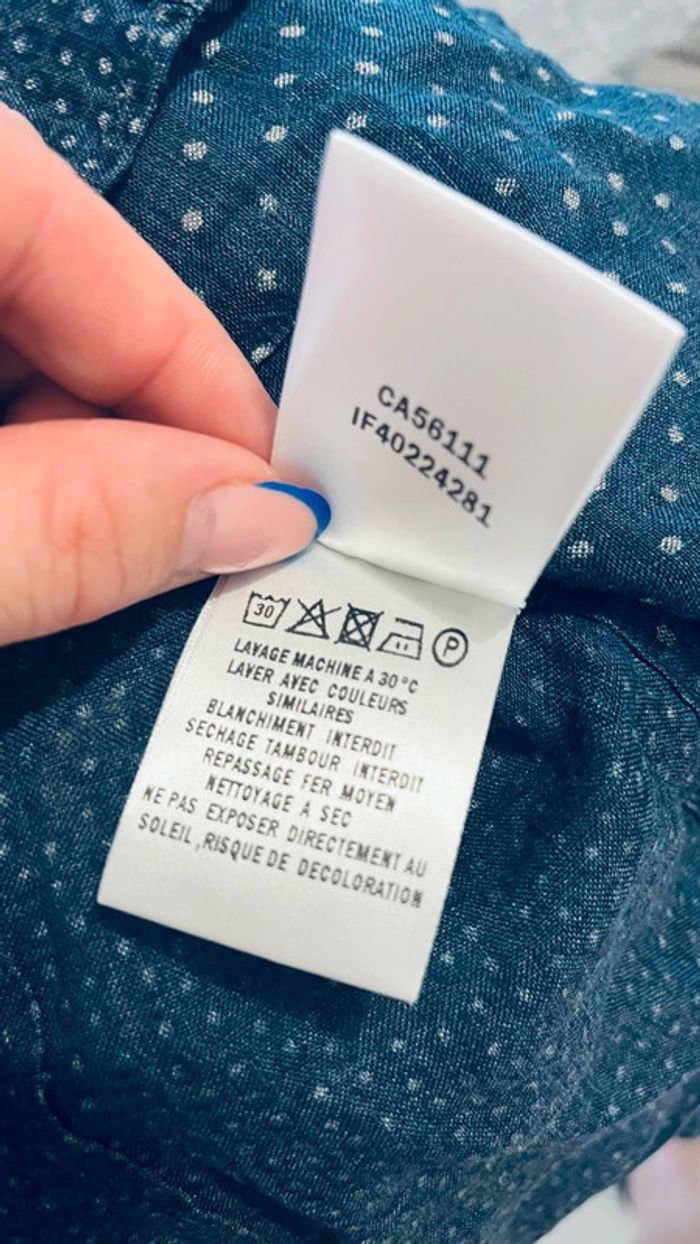 CA56111
IF40224281
30
P
LAVAGE MACHINE A 30°C
LAVER AVEC COULEURS
SIMILAIRES
BLANCHIMENT INTERDIT
SECHAGE TAMBOUR INTERDIT
REPASSAGE FER MOYEN
NETTOYAGE A SEC
NE PAS EXPOSER DIRECTEMENT AU
SOLEIL,RISQUE DE DECOLORATION